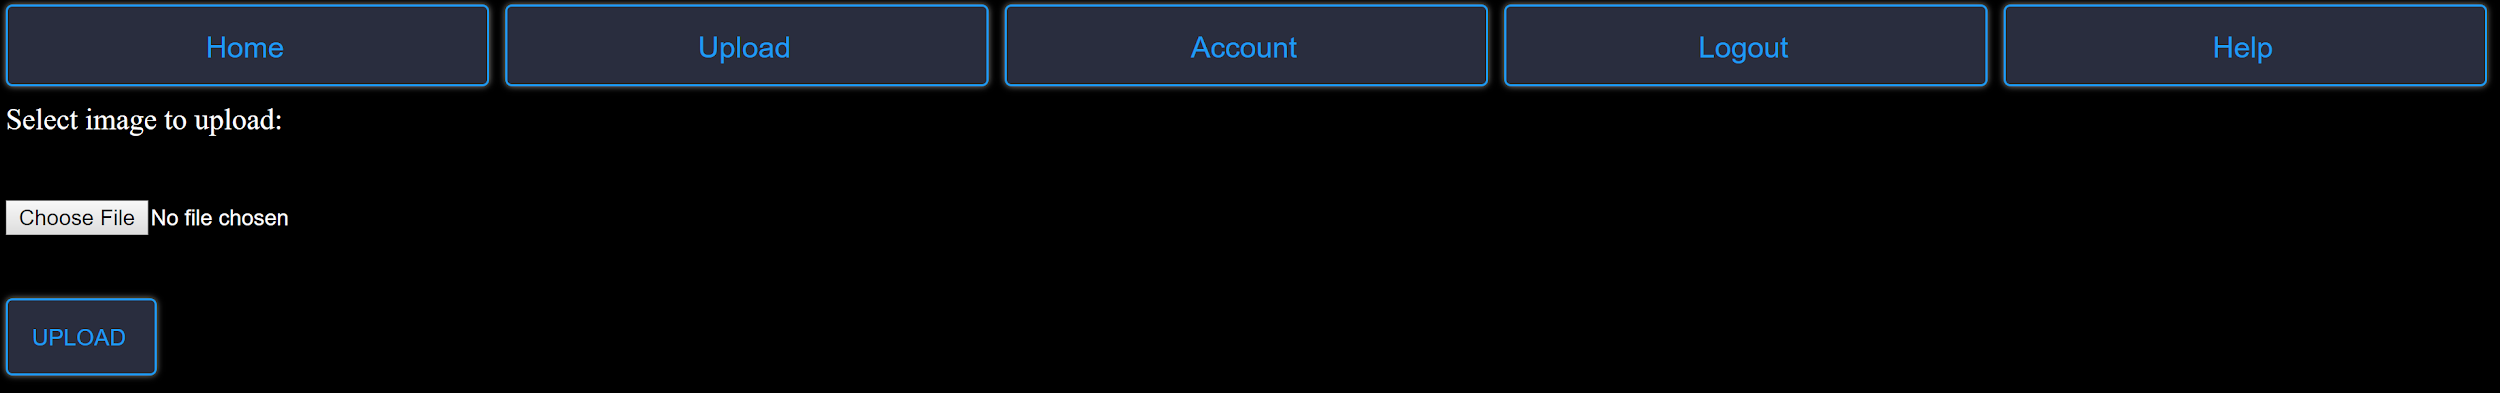 Home Upload Account Logout Help
Select image to upload:
Choose File No file chosen
UPLOAD